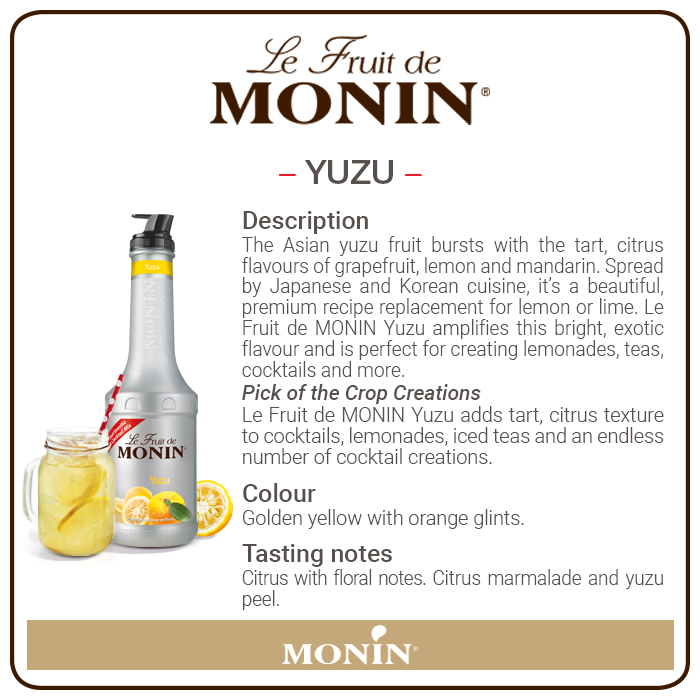 Le Fruit de
MONIN®
– YUZU –
Description
The Asian yuzu fruit bursts with the tart, citrus
flavours of grapefruit, lemon and mandarin. Spread
by Japanese and Korean cuisine, it's a beautiful,
premium recipe replacement for lemon or lime. Le
Fruit de MONIN Yuzu amplifies this bright, exotic
flavour and is perfect for creating lemonades, teas,
cocktails and more.
Pick of the Crop Creations
Le Fruit de MONIN Yuzu adds tart, citrus texture
to cocktails, lemonades, iced teas and an endless
number of cocktail creations.
Colour
Golden yellow with orange glints.
Tasting notes
Citrus with floral notes. Citrus marmalade and yuzu
peel.
Yuzu
MONIN
Cocktail Mix
Le Fruit de
MONIN
Yuzu
MONIN®